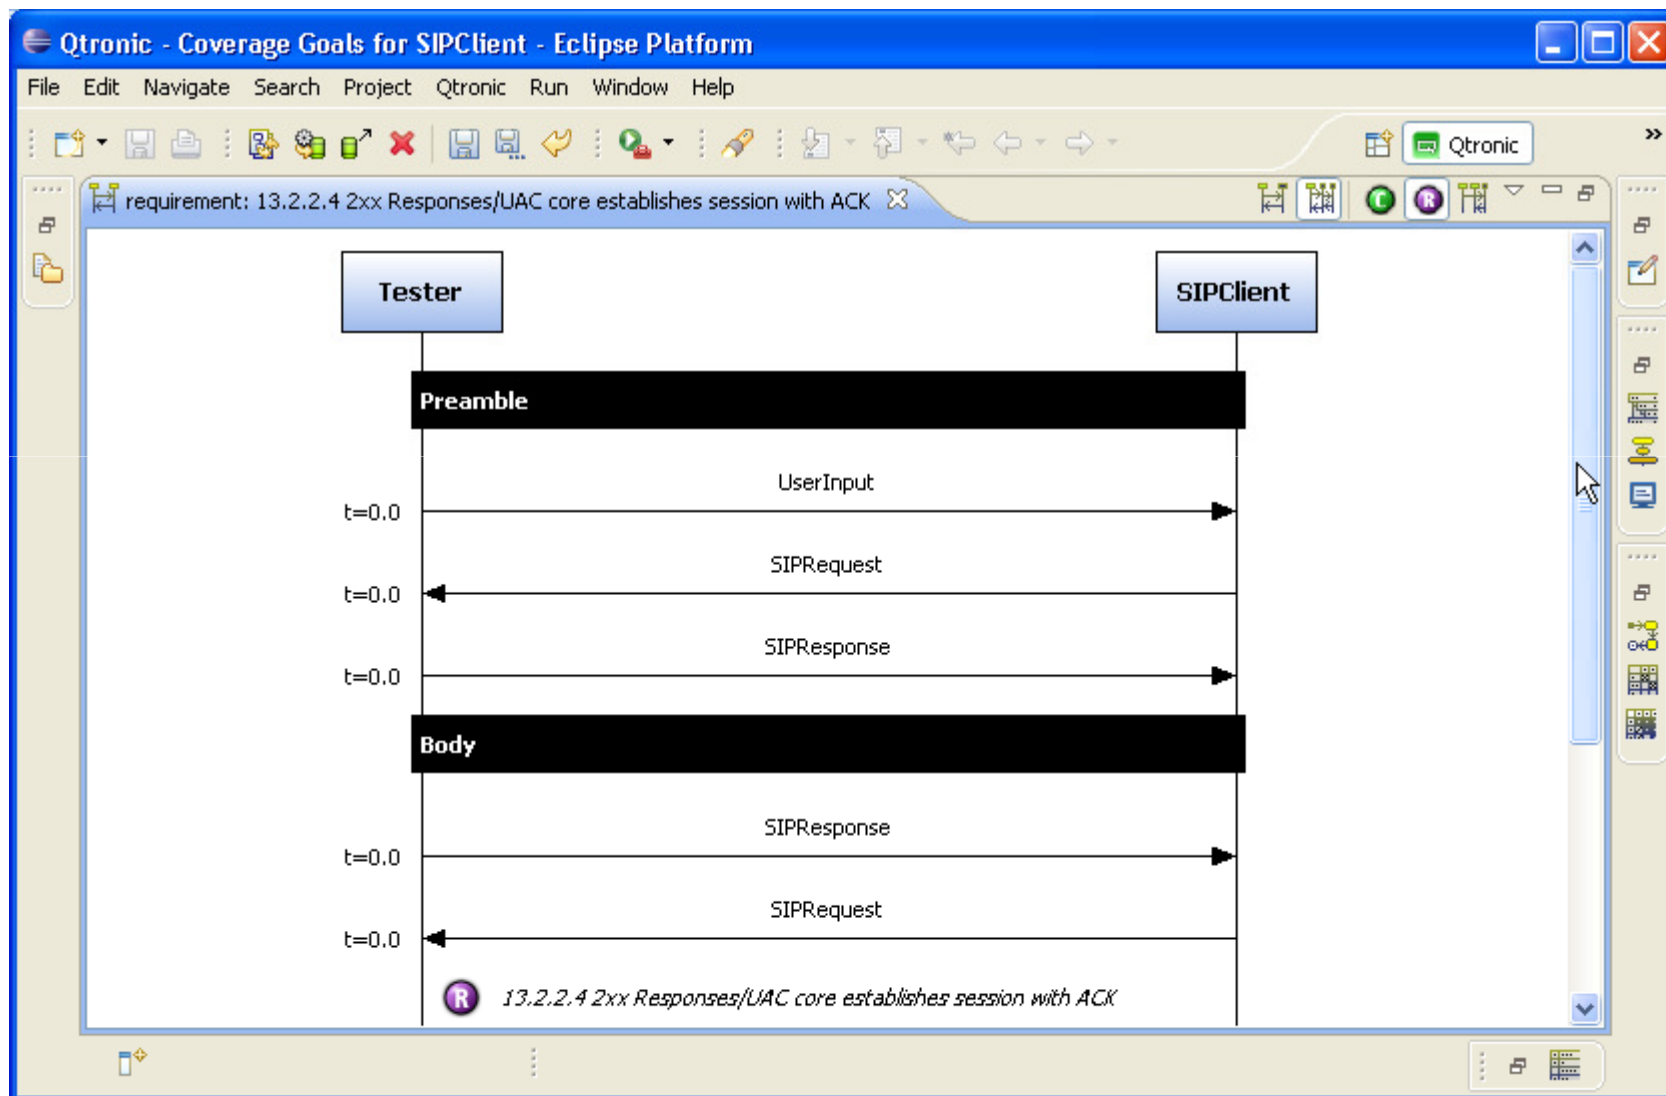 Qtronic - Coverage Goals for SIPClient - Eclipse Platform
File Edit Navigate Search Project Qtronic Run Window Help
Qtronic
»
requirement: 13.2.2.4 2xx Responses/UAC core establishes session with ACK
C R
Tester SIPClient
Preamble
UserInput
t=0.0
SIPRequest
t=0.0
SIPResponse
t=0.0
Body
SIPResponse
t=0.0
SIPRequest
t=0.0
R 13.2.2.4 2xx Responses/UAC core establishes session with ACK